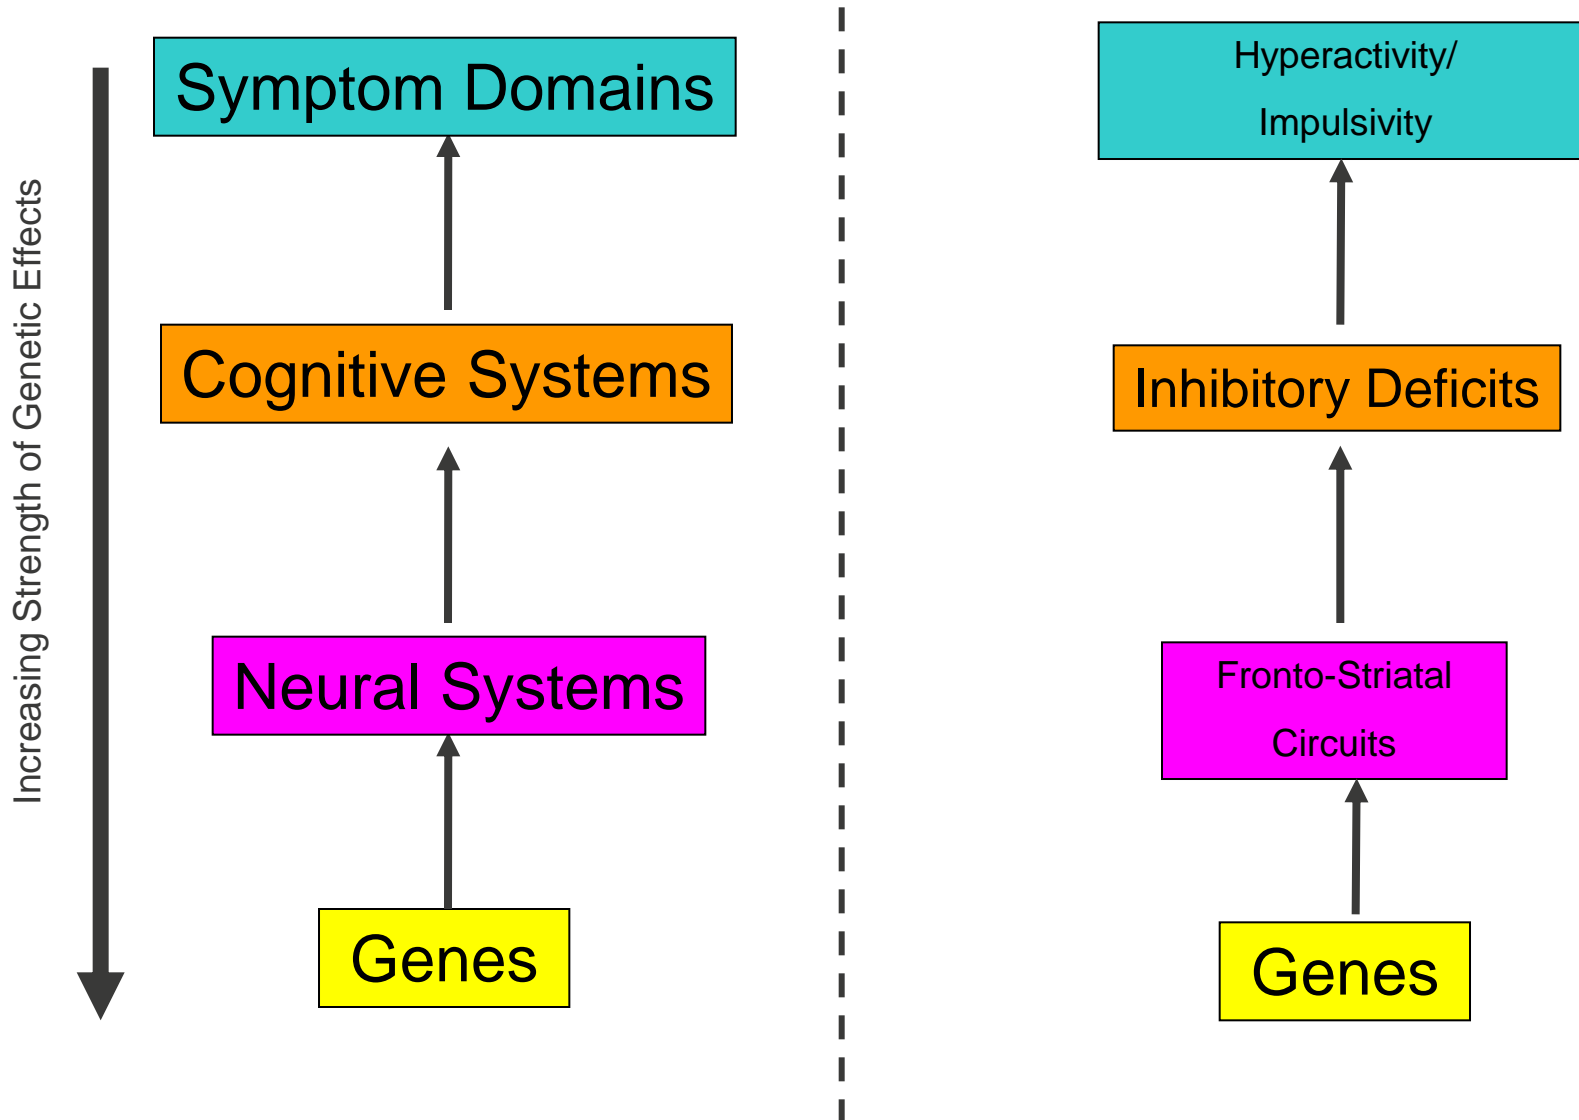 Increasing Strength of Genetic Effects
Symptom Domains
Cognitive Systems
Neural Systems
Genes
Hyperactivity/
Impulsivity
Inhibitory Deficits
Fronto-Striatal
Circuits
Genes